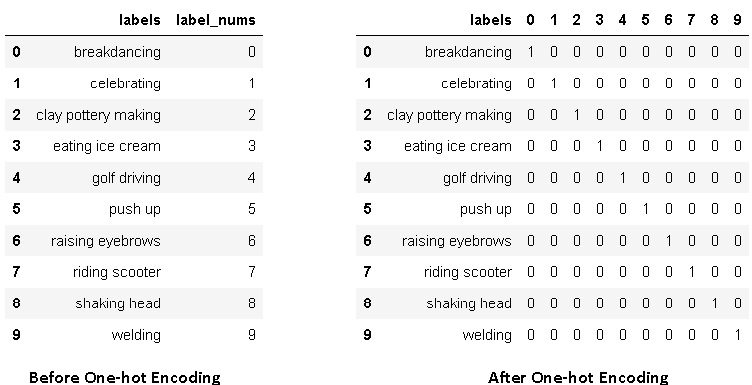 labels label_nums
0 breakdancing 0
1 celebrating 1
2 clay pottery making 2
3 eating ice cream 3
4 golf driving 4
5 push up 5
6 raising eyebrows 6
7 riding scooter 7
8 shaking head 8
9 welding 9
Before One-hot Encoding
labels 0 1 2 3 4 5 6 7 8 9
0 breakdancing 1 0 0 0 0 0 0 0 0 0
1 celebrating 0 1 0 0 0 0 0 0 0 0
2 clay pottery making 0 0 1 0 0 0 0 0 0 0
3 eating ice cream 0 0 0 1 0 0 0 0 0 0
4 golf driving 0 0 0 0 1 0 0 0 0 0
5 push up 0 0 0 0 0 1 0 0 0 0
6 raising eyebrows 0 0 0 0 0 0 1 0 0 0
7 riding scooter 0 0 0 0 0 0 0 1 0 0
8 shaking head 0 0 0 0 0 0 0 0 1 0
9 welding 0 0 0 0 0 0 0 0 0 1
After One-hot Encoding